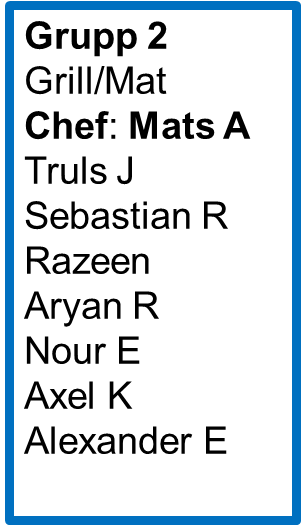 Grupp 2
Grill/Mat
Chef: Mats A
Truls J
Sebastian R
Razeen
Aryan R
Nour E
Axel K
Alexander E